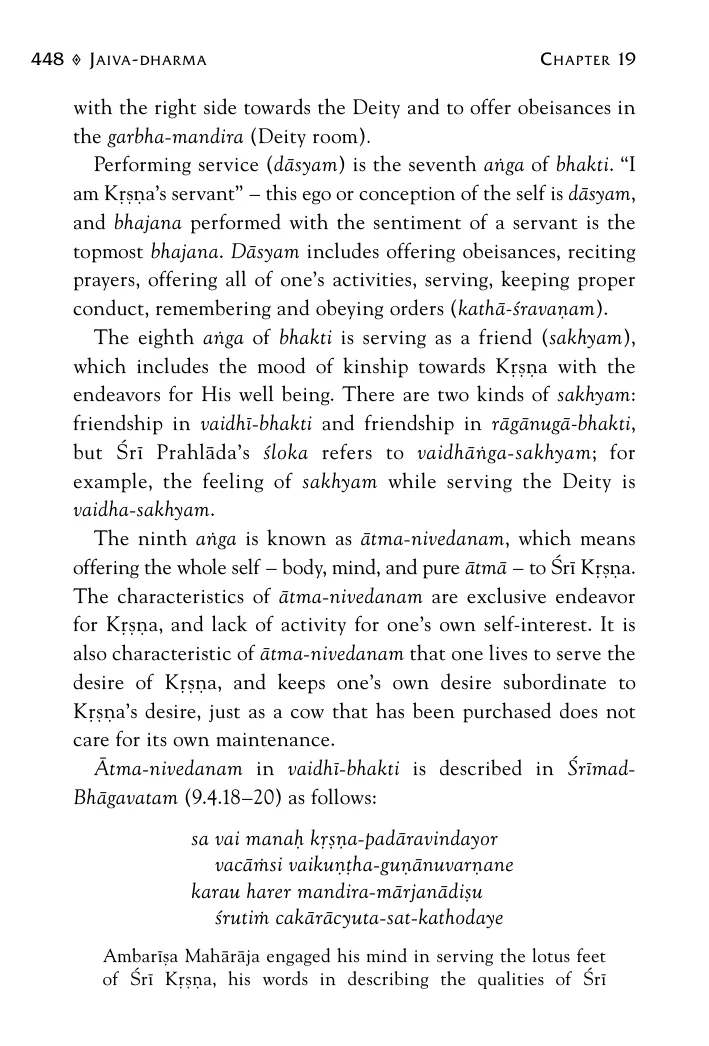 448 ◈ JAIVA-DHARMA CHAPTER 19
with the right side towards the Deity and to offer obeisances in
the garbha-mandira (Deity room).
Performing service (dāsyam) is the seventh aṅga of bhakti. “I
am Kṛṣṇa’s servant” – this ego or conception of the self is dāsyam,
and bhajana performed with the sentiment of a servant is the
topmost bhajana. Dāsyam includes offering obeisances, reciting
prayers, offering all of one’s activities, serving, keeping proper
conduct, remembering and obeying orders (kathā-śravaṇam).
The eighth aṅga of bhakti is serving as a friend (sakhyam),
which includes the mood of kinship towards Kṛṣṇa with the
endeavors for His well being. There are two kinds of sakhyam:
friendship in vaidhī-bhakti and friendship in rāgānugā-bhakti,
but Śrī Prahlāda’s śloka refers to vaidhāṅga-sakhyam; for
example, the feeling of sakhyam while serving the Deity is
vaidha-sakhyam.
The ninth aṅga is known as ātma-nivedanam, which means
offering the whole self – body, mind, and pure ātmā – to Śrī Kṛṣṇa.
The characteristics of ātma-nivedanam are exclusive endeavor
for Kṛṣṇa, and lack of activity for one’s own self-interest. It is
also characteristic of ātma-nivedanam that one lives to serve the
desire of Kṛṣṇa, and keeps one’s own desire subordinate to
Kṛṣṇa’s desire, just as a cow that has been purchased does not
care for its own maintenance.
Ātma-nivedanam in vaidhī-bhakti is described in Śrīmad-
Bhāgavatam (9.4.18–20) as follows:
sa vai manaḥ kṛṣṇa-padāravindayor
vacāṁsi vaikuṇṭha-guṇānuvarṇane
karau harer mandira-mārjanādiṣu
śrutiṁ cakārācyuta-sat-kathodaye
Ambarīṣa Mahārāja engaged his mind in serving the lotus feet
of Śrī Kṛṣṇa, his words in describing the qualities of Śrī